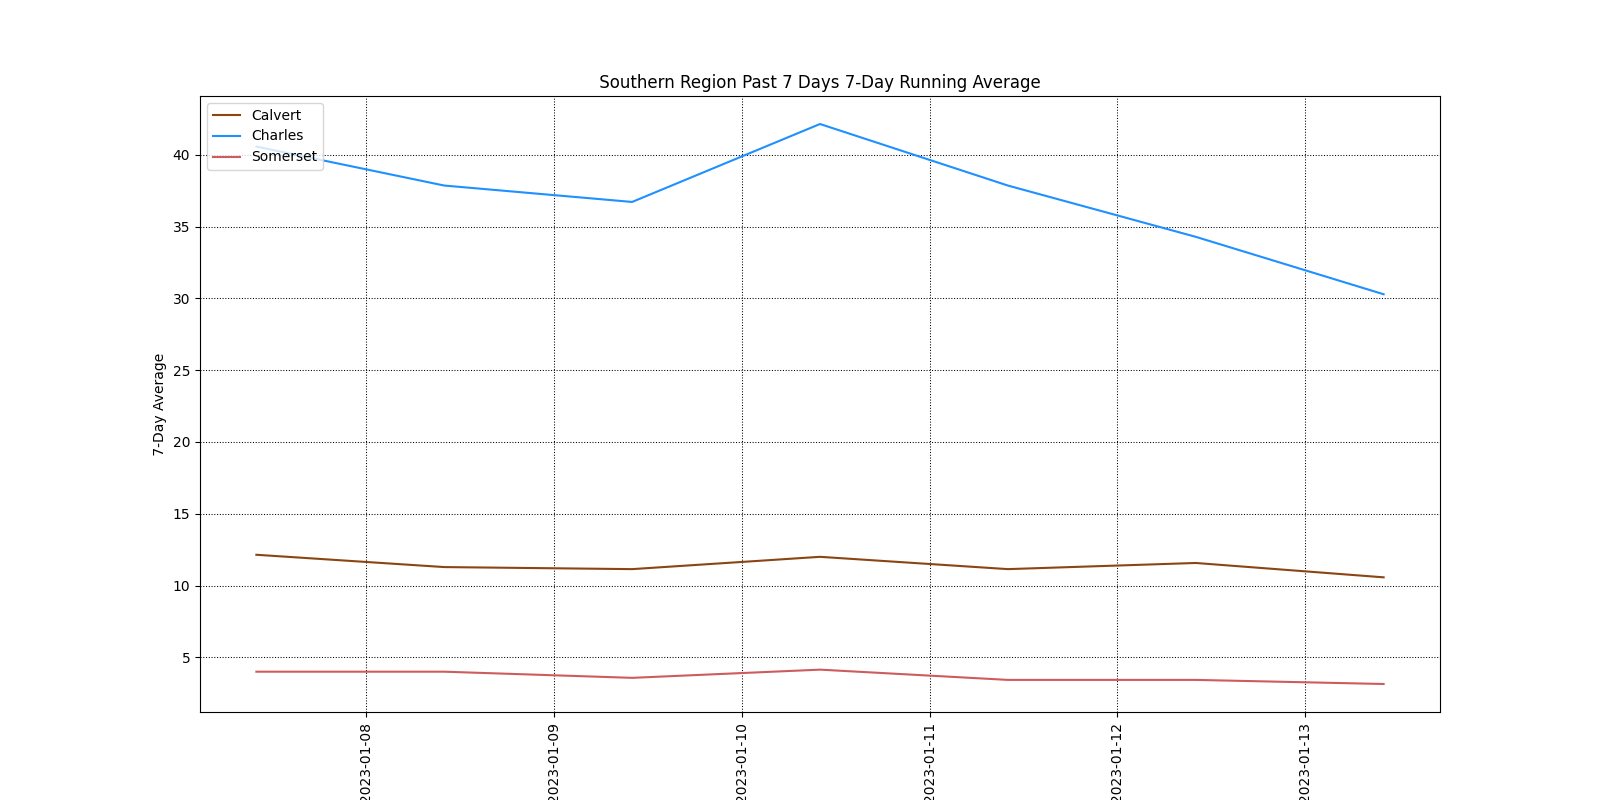 Southern Region Past 7 Days 7-Day Running Average
Calvert
Charles
Somerset
7-Day Average
40
35
30
25
20
15
10
5
2023-01-08
2023-01-09
2023-01-10
2023-01-11
2023-01-12
2023-01-13